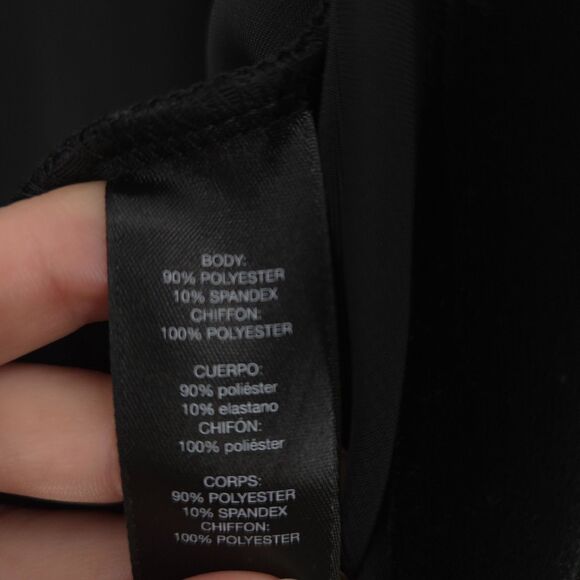 BODY:
90% POLYESTER
10% SPANDEX
CHIFFON:
100% POLYESTER
CUERPO:
90% poliéster
10% elastano
CHIFÓN:
100% poliéster
CORPS:
90% POLYESTER
10% SPANDEX
CHIFFON:
100% POLYESTER